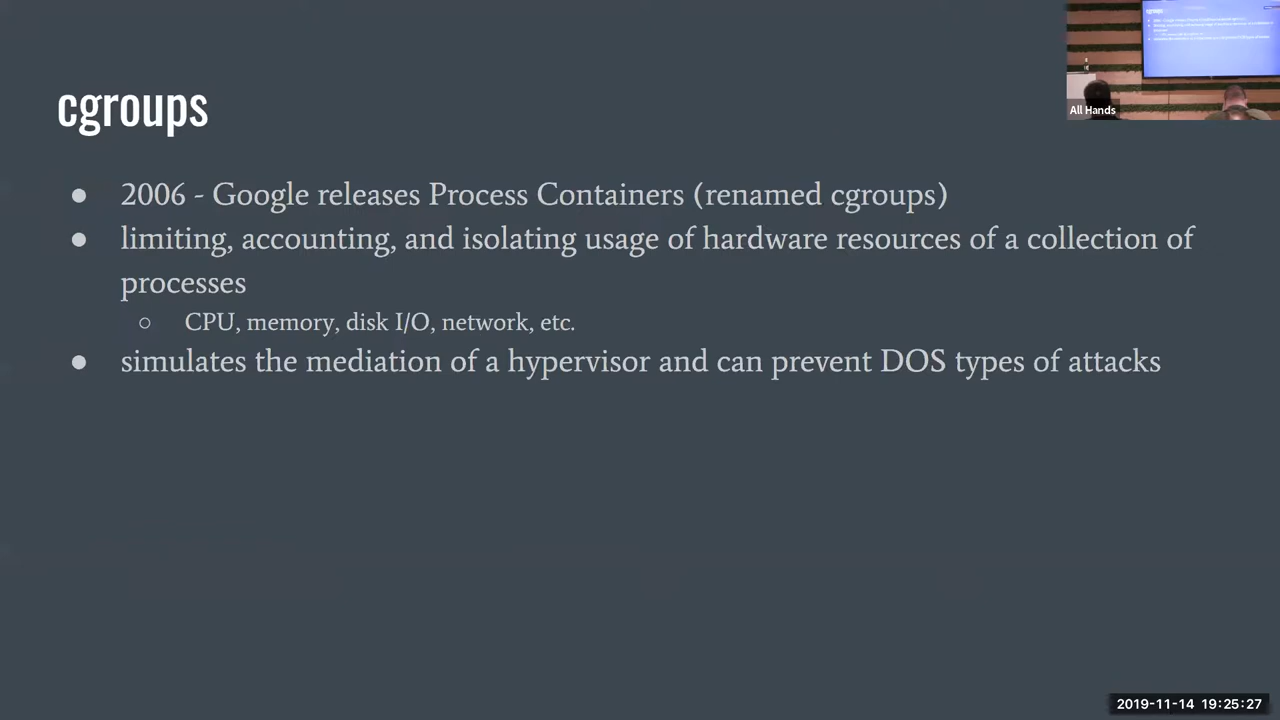 cgroups
● 2006 - Google releases Process Containers (renamed cgroups)
● limiting, accounting, and isolating usage of hardware resources of a collection of
processes
○ CPU, memory, disk I/O, network, etc.
● simulates the mediation of a hypervisor and can prevent DOS types of attacks
cgroups
All Hands
2019-11-14 19:25:27